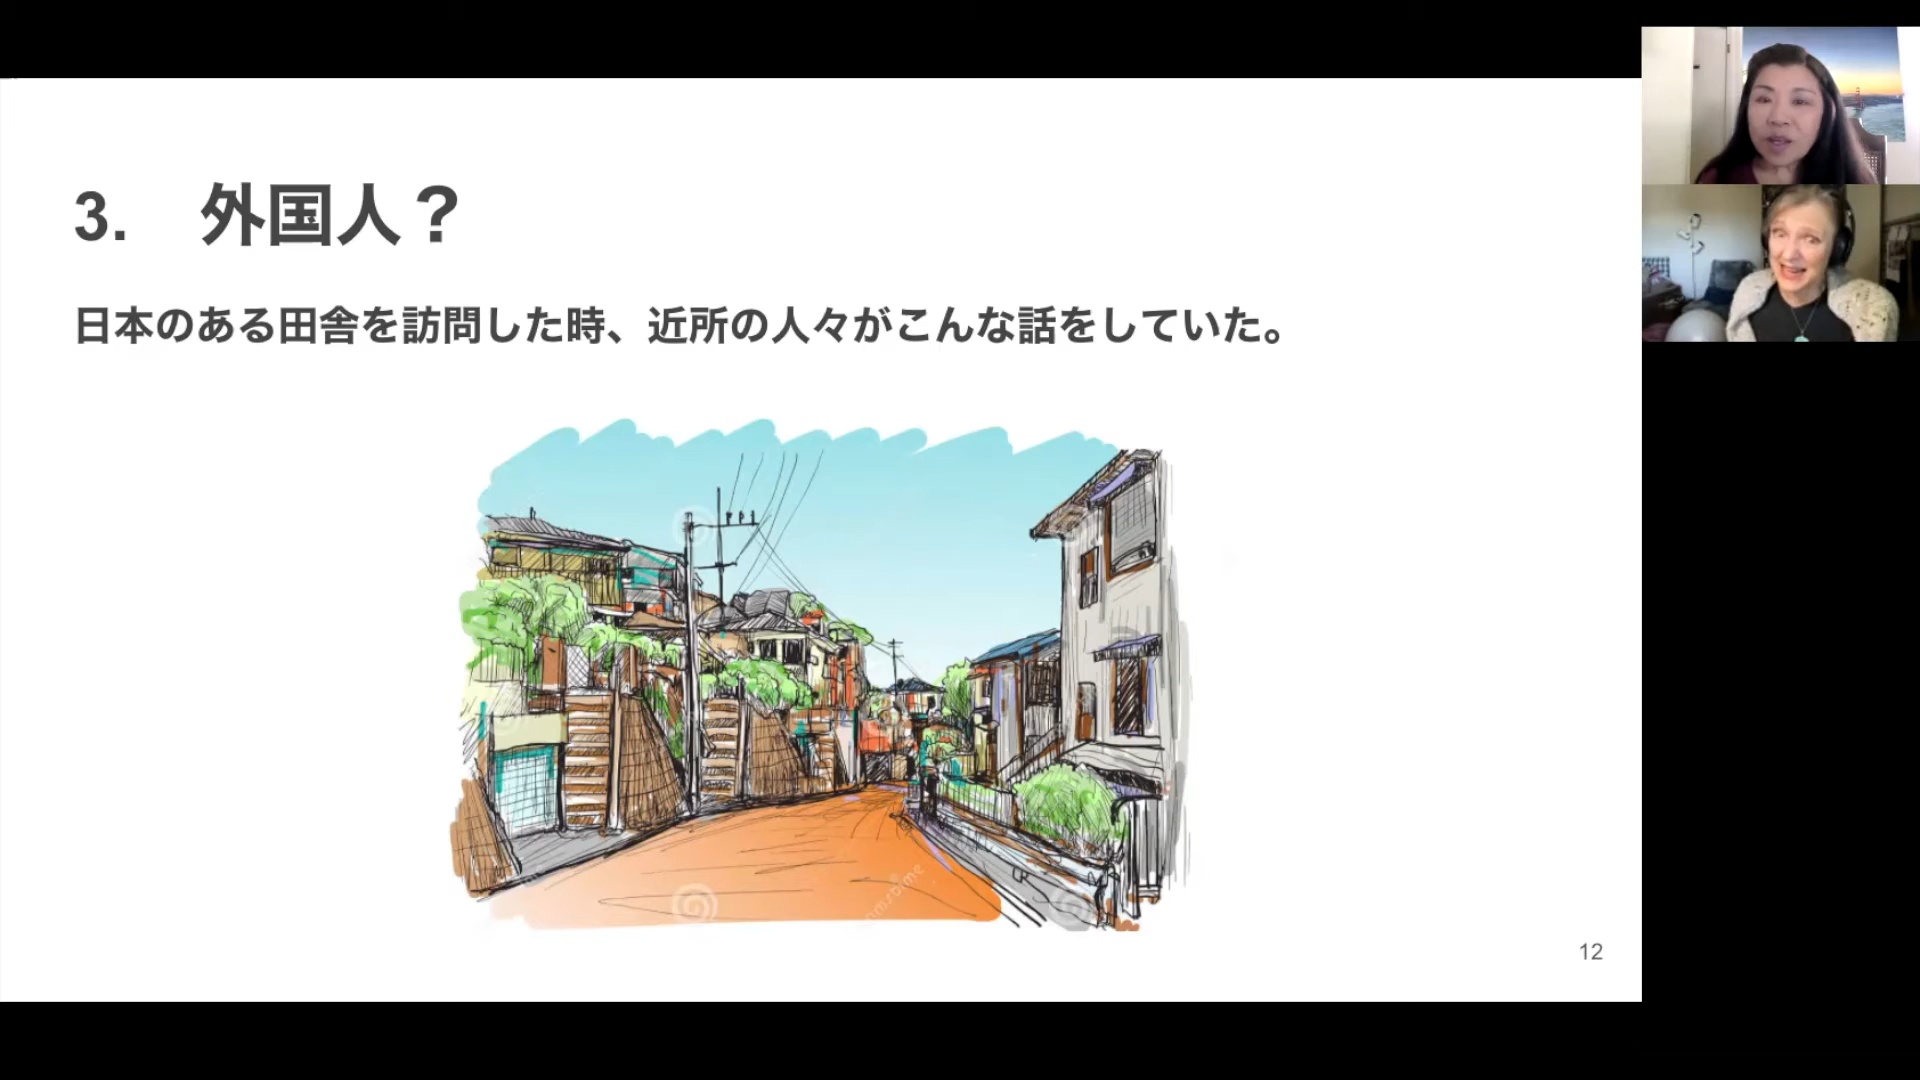 3. 外国人？
日本のある田舎を訪問した時、近所の人々がこんな話をしていた。
12